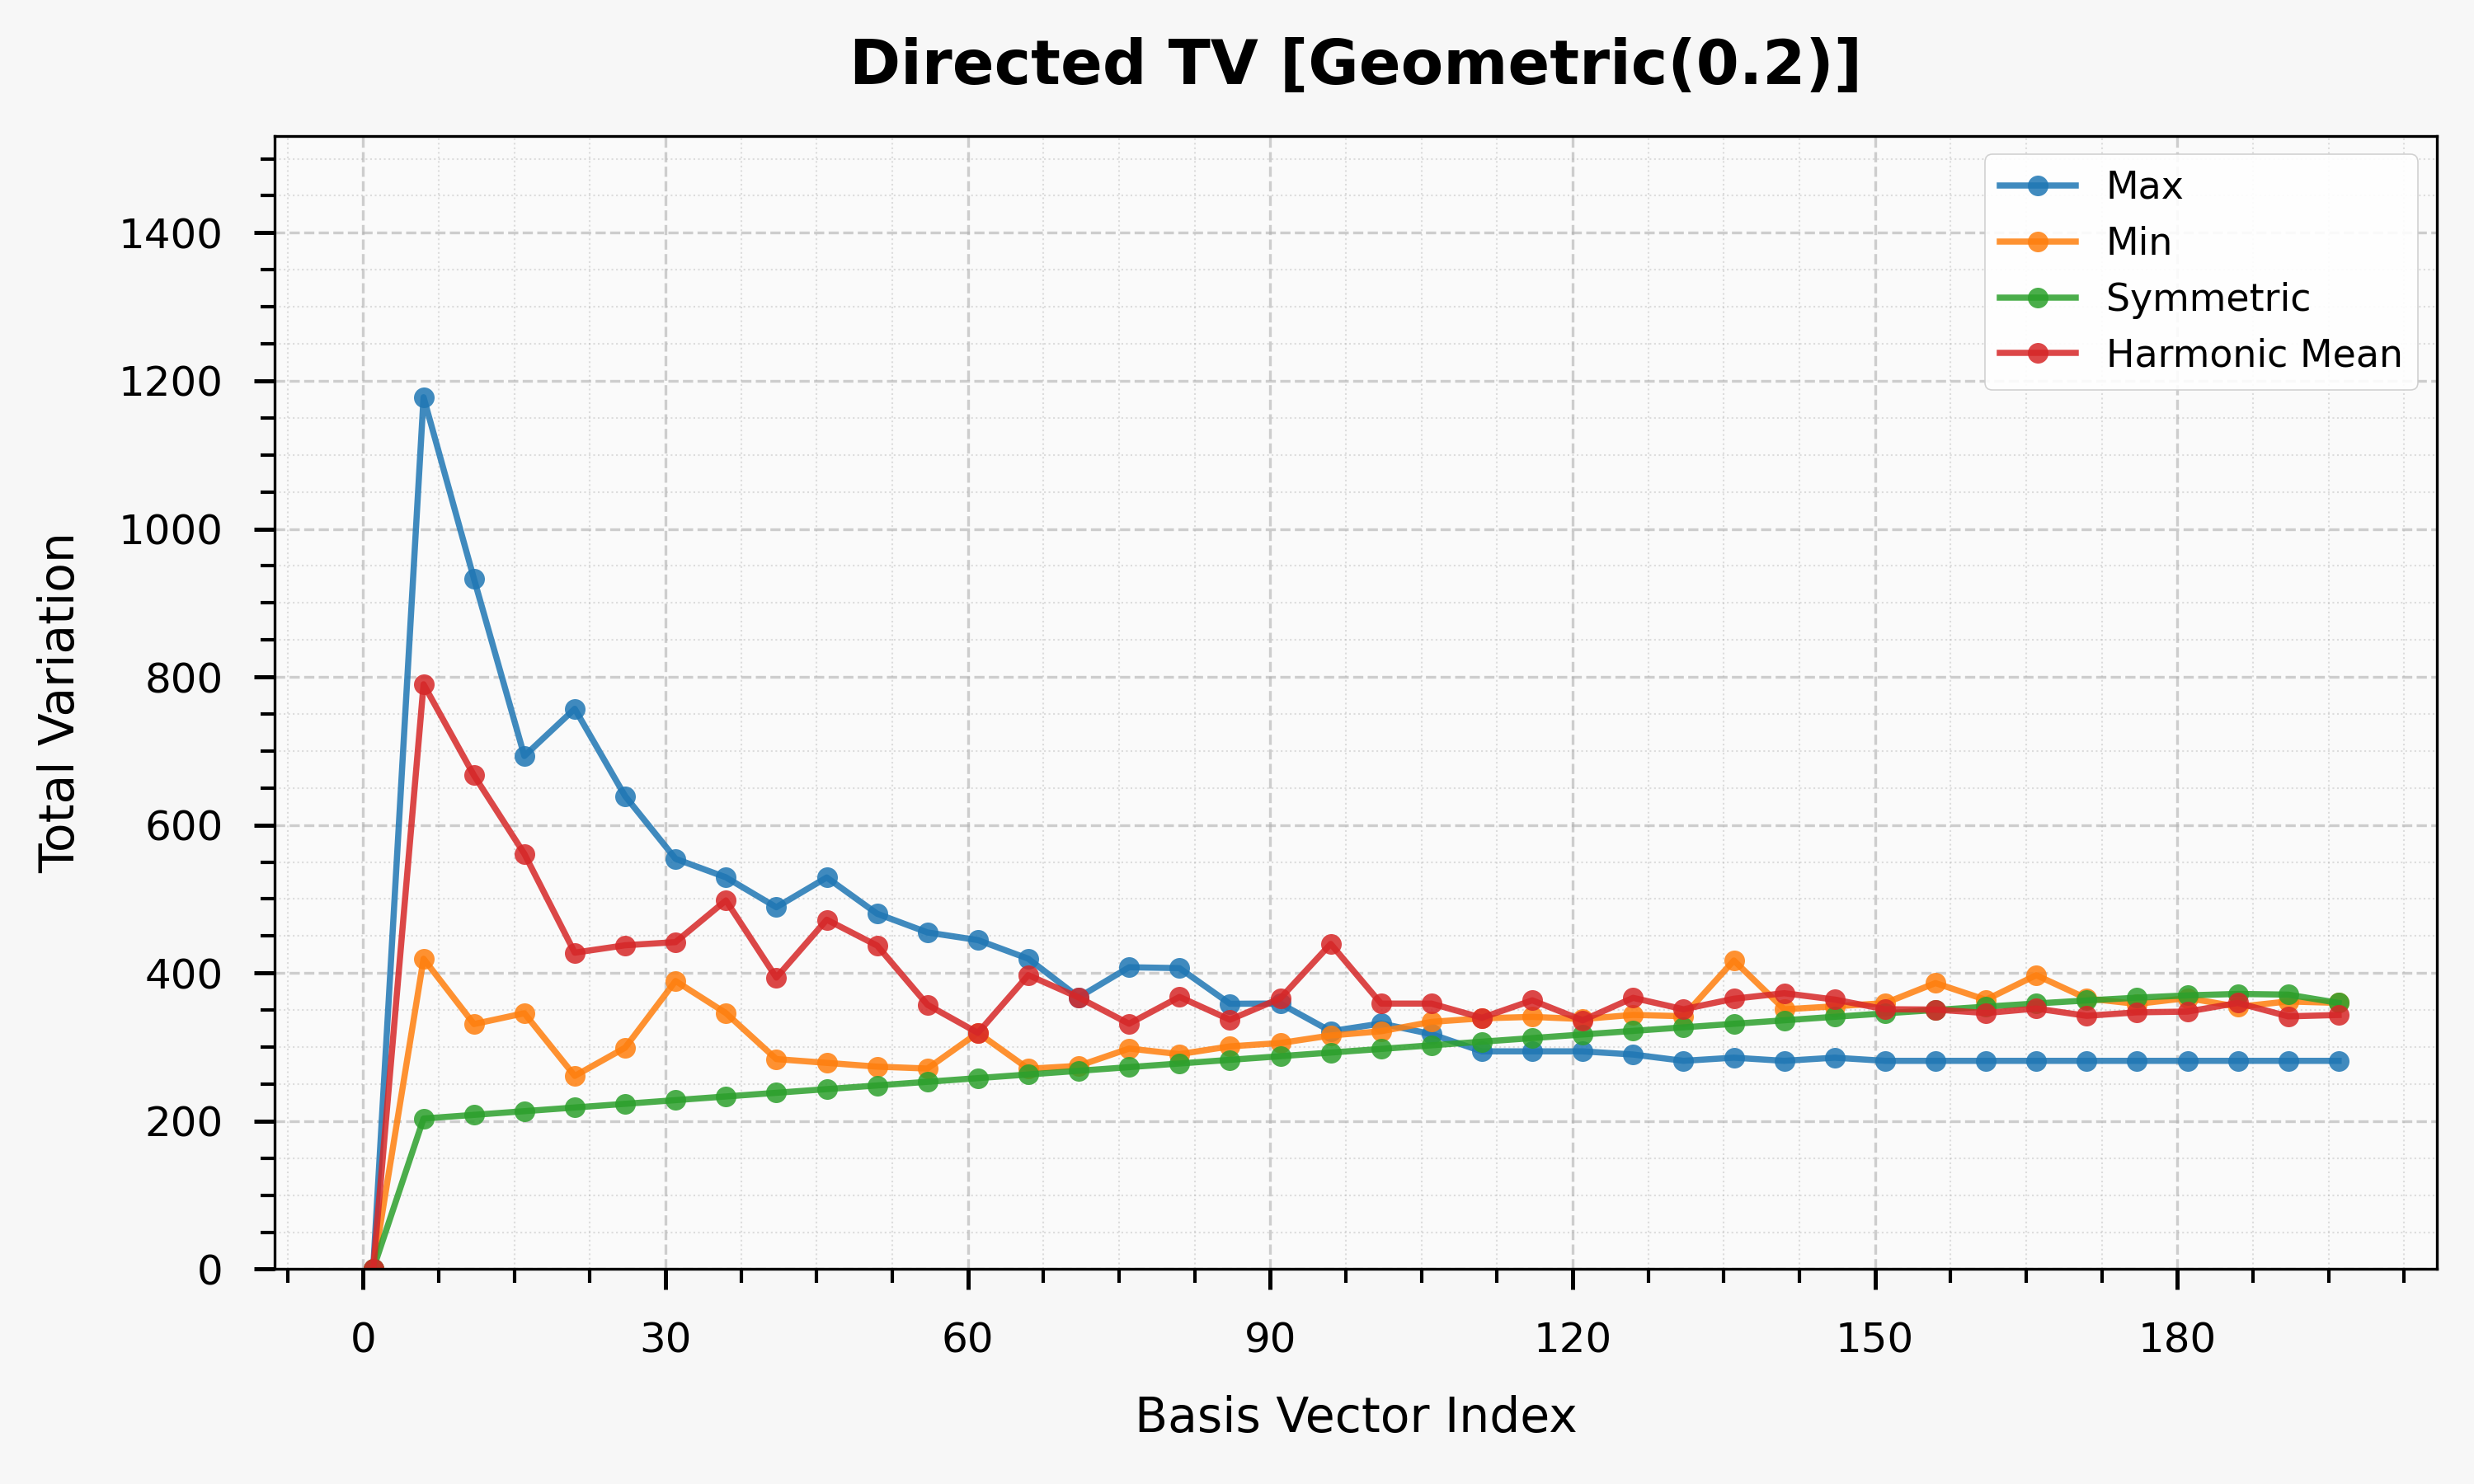 Directed TV [Geometric(0.2)]
Max
Min
Symmetric
Harmonic Mean
Total Variation
1400
1200
1000
800
600
400
200
0
0 30 60 90 120 150 180
Basis Vector Index